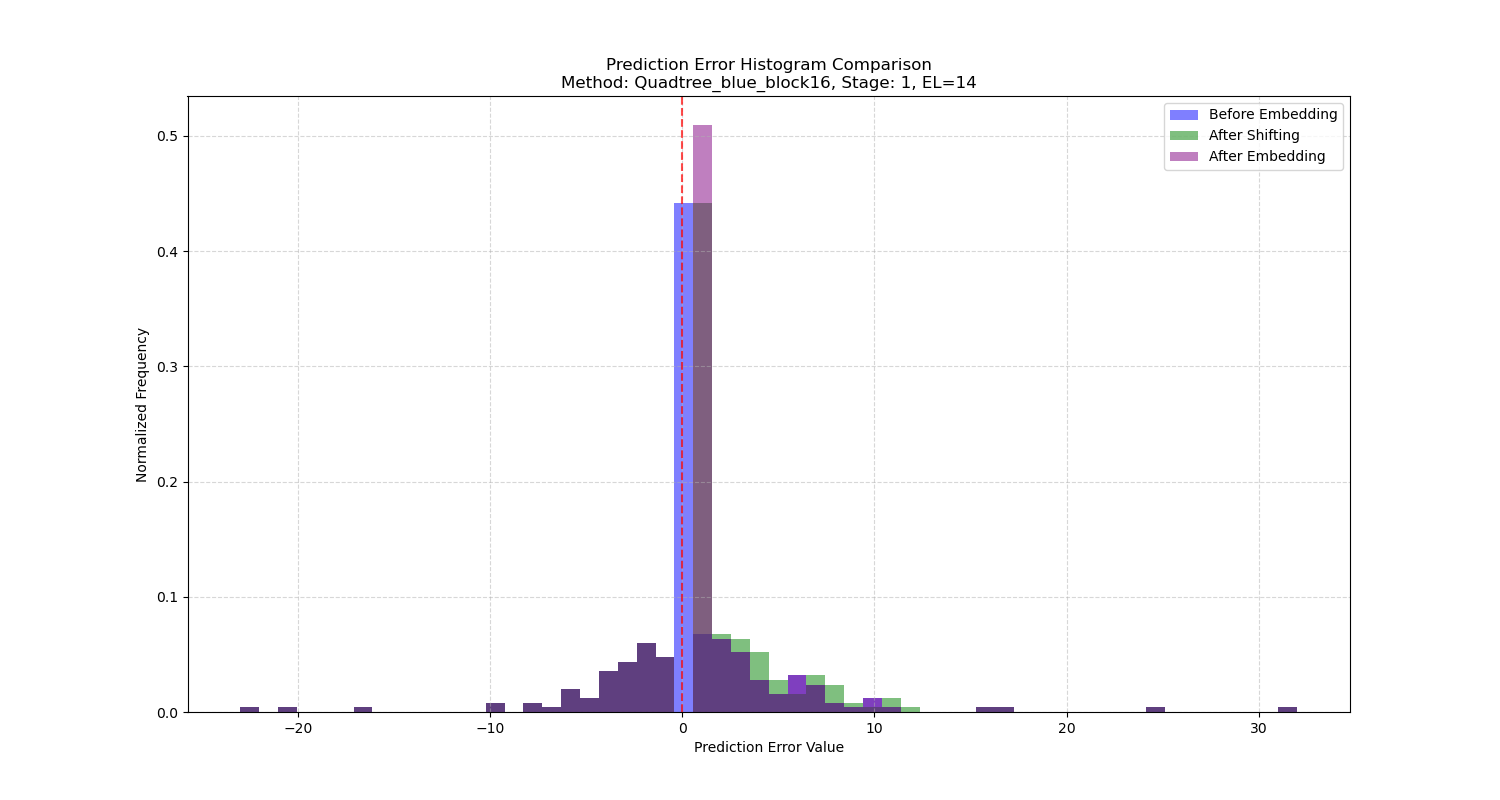 Prediction Error Histogram Comparison
Method: Quadtree_blue_block16, Stage: 1, EL=14
Before Embedding
After Shifting
After Embedding
0.5
0.4
0.3
0.2
0.1
0.0
Normalized Frequency
−20
−10
0
10
20
30
Prediction Error Value